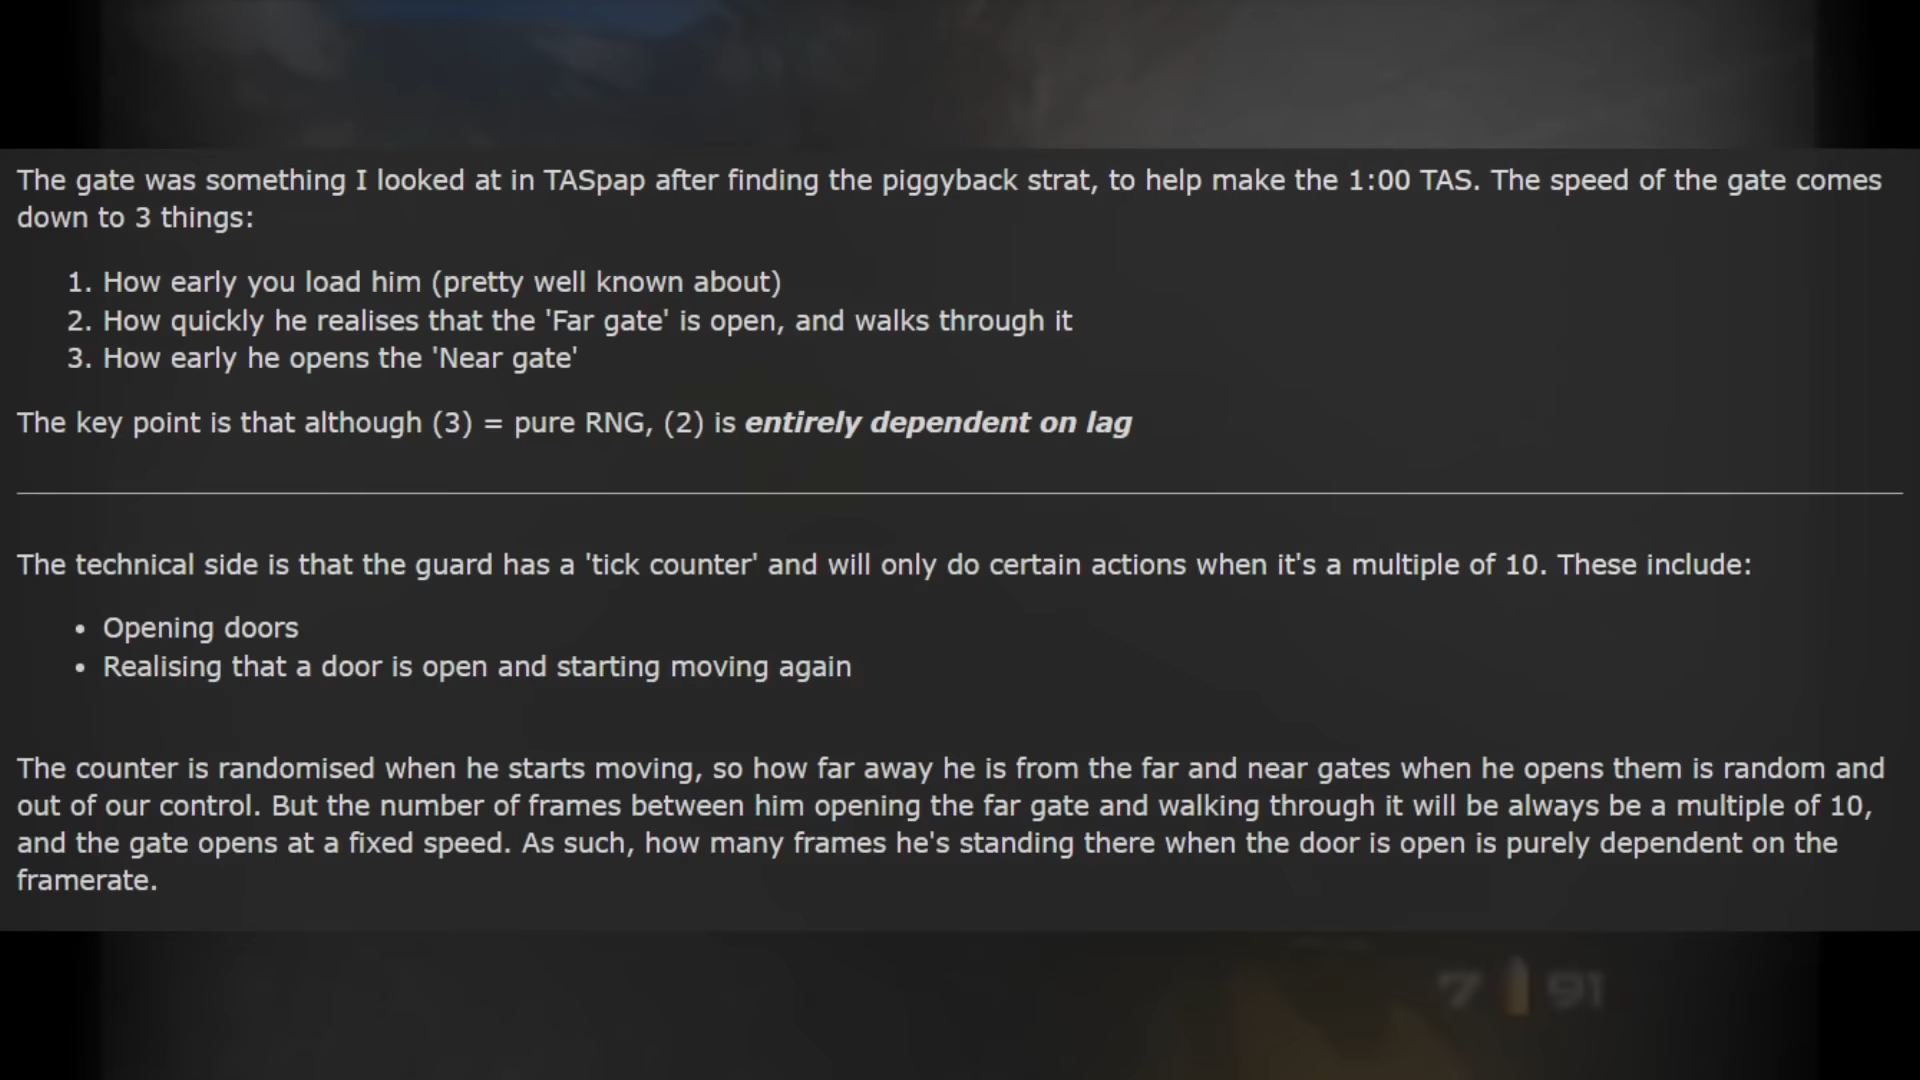 The gate was something I looked at in TASpap after finding the piggyback strat, to help make the 1:00 TAS. The speed of the gate comes
down to 3 things:
1. How early you load him (pretty well known about)
2. How quickly he realises that the 'Far gate' is open, and walks through it
3. How early he opens the 'Near gate'
The key point is that although (3) = pure RNG, (2) is entirely dependent on lag
The technical side is that the guard has a 'tick counter' and will only do certain actions when it's a multiple of 10. These include:
• Opening doors
• Realising that a door is open and starting moving again
The counter is randomised when he starts moving, so how far away he is from the far and near gates when he opens them is random and
out of our control. But the number of frames between him opening the far gate and walking through it will be always be a multiple of 10,
and the gate opens at a fixed speed. As such, how many frames he's standing there when the door is open is purely dependent on the
framerate.
7 91